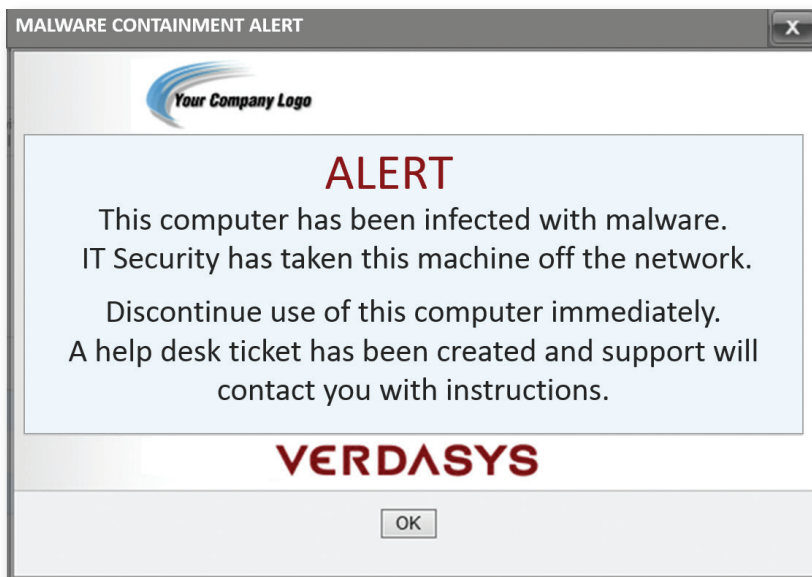 MALWARE CONTAINMENT ALERT
X
Your Company Logo
ALERT
This computer has been infected with malware.
IT Security has taken this machine off the network.
Discontinue use of this computer immediately.
A help desk ticket has been created and support will
contact you with instructions.
VERDASYS
OK